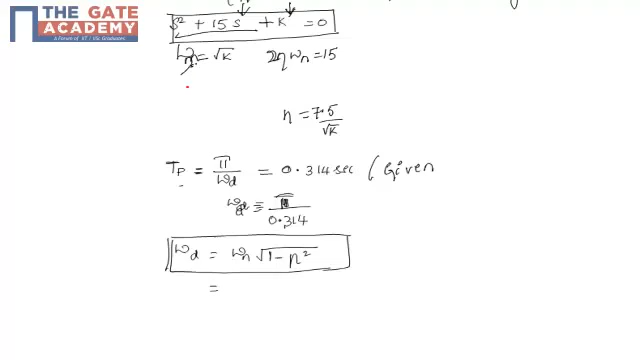 THE GATE
ACADEMY
A Forum of IIT / IISc Graduates
s² + 15s + K = 0
ωn = √K 2ηωn = 15
η = 7.5/√K
Tp = π/ωd = 0.314 sec (Given
ωd = π/0.314
ωd = ωn √1-η²
=